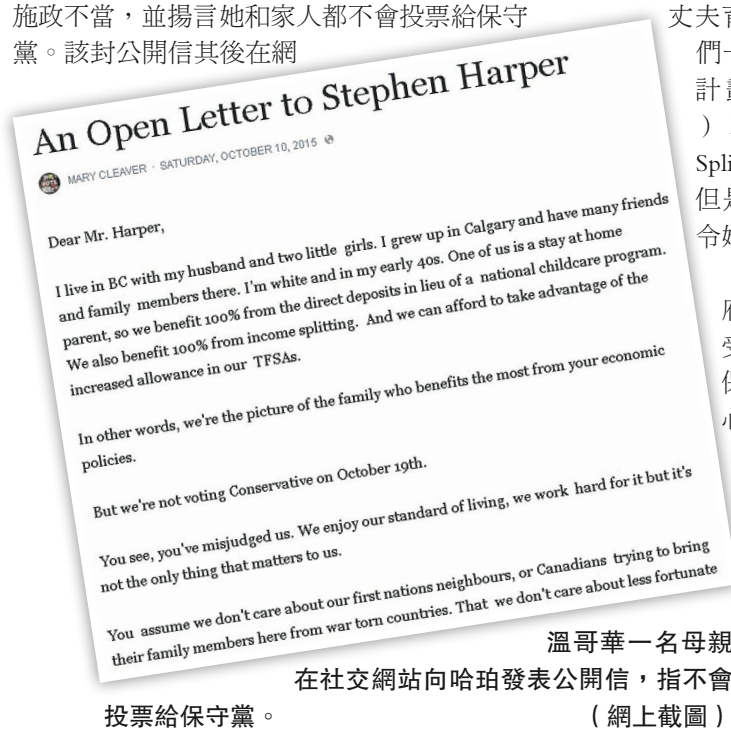 施政不當，並揚言她和家人都不會投票給保守
黨。該封公開信其後在網
An Open Letter to Stephen Harper
MARY CLEAVER · SATURDAY, OCTOBER 10, 2015
Dear Mr. Harper,
I live in BC with my husband and two little girls. I grew up in Calgary and have many friends
and family members there. I'm white and in my early 40s. One of us is a stay at home
parent, so we benefit 100% from the direct deposits in lieu of a national childcare program.
We also benefit 100% from income splitting. And we can afford to take advantage of the
increased allowance in our TFSAs.
In other words, we're the picture of the family who benefits the most from your economic
policies.
But we're not voting Conservative on October 19th.
You see, you've misjudged us. We enjoy our standard of living, we work hard for it but it's
not the only thing that matters to us.
You assume we don't care about our first nations neighbours, or Canadians trying to bring
their family members here from war torn countries. That we don't care about less fortunate
溫哥華一名母親
在社交網站向哈珀發表公開信，指不會
投票給保守黨。 （網上截圖）
丈夫
們一
計
）
Spli
但是
令